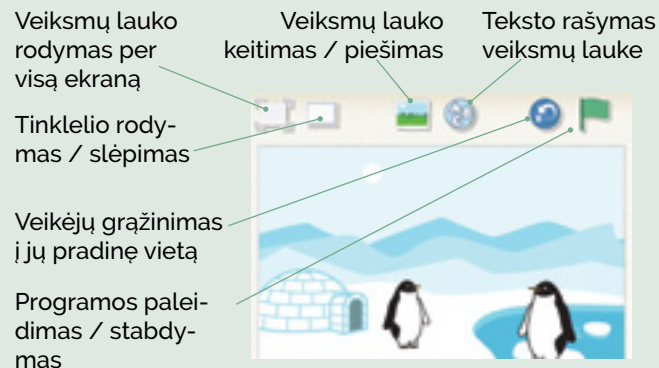 Veiksmų lauko
rodymas per
visą ekraną
Veiksmų lauko
keitimas / piešimas
Teksto rašymas
veiksmų lauke
Tinklelio rody-
mas / slėpimas
Veikėjų grąžinimas
į jų pradinę vietą
Programos palei-
dimas / stabdy-
mas